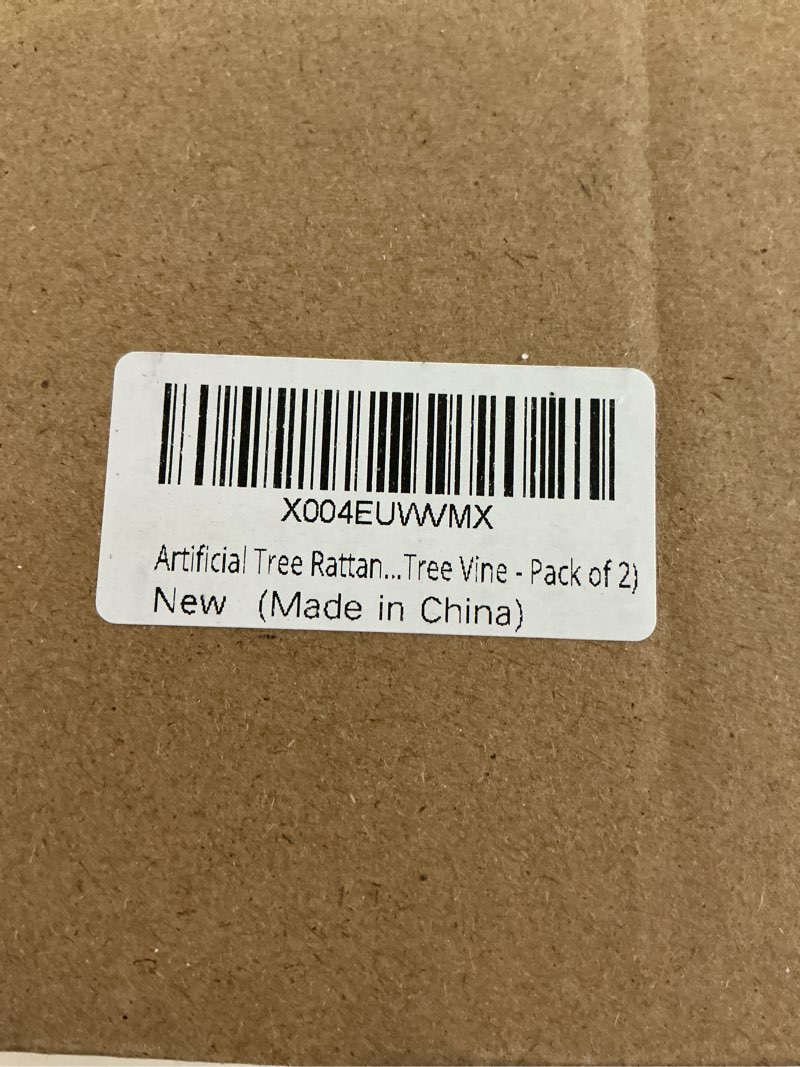 X004EUVWMX
Artificial Tree Rattan...Tree Vine - Pack of 2)
New (Made in China)